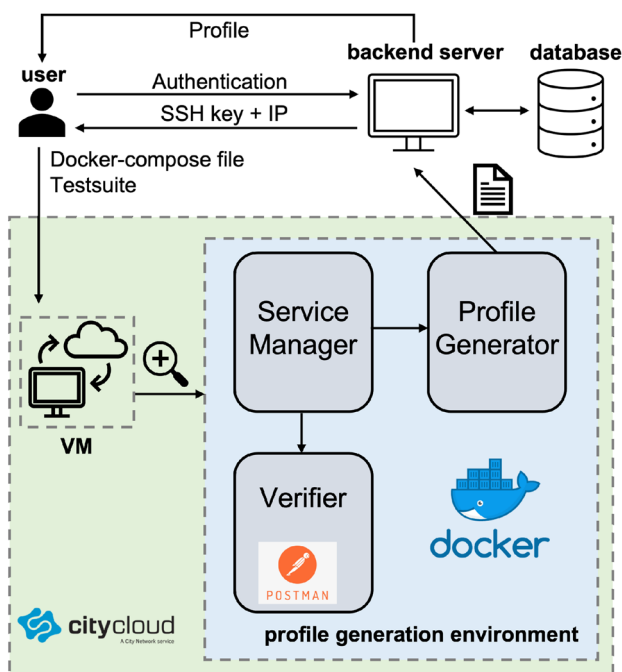 Profile
backend server
database
user
Authentication
SSH key + IP
Docker-compose file
Testsuite
Service
Manager
Profile
Generator
VM
Verifier
POSTMAN
docker
citycloud
A City Network service
profile generation environment